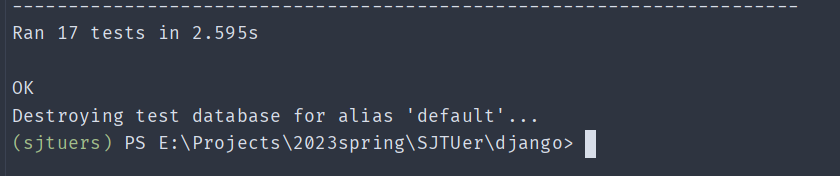 ----------------------------------------------------------------------
Ran 17 tests in 2.595s

OK
Destroying test database for alias 'default'...
(sjtuers) PS E:\Projects\2023spring\SJTUer\django>